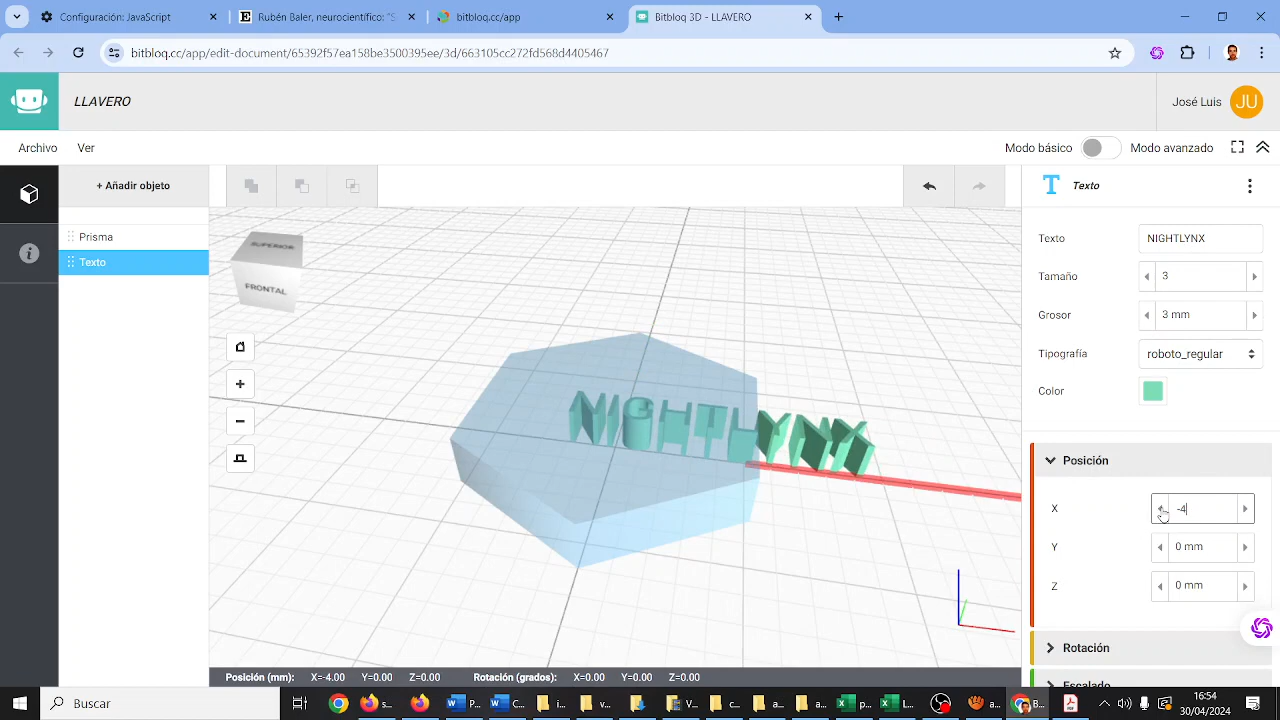 Configuración JavaScript
Rubén Baler, neurocientífico: "S
bitbloq.cc/app
Bitbloq 3D - LLAVERO
bitbloq.cc/app/edit-document/65392f57ea158be3500395ee/3d/663105cc272fd568d4405467
LLAVERO
José Luis
JU
Archivo
Ver
Modo básico
Modo avanzado
+ Añadir objeto
Texto
Prisma
Texto
SUPERIOR
FRONTAL
NIGHTLYNX
Texto
NIGHTLYNX
Tamaño
3
Grosor
3 mm
Tipografía
roboto_regular
Color
Posición
X
-4
Y
0 mm
Z
0 mm
Rotación
Escalado
Posición (mm): X=-4.00 Y=0.00 Z=0.00 Rotación (grados): X=0.00 Y=0.00 Z=0.00
Buscar
16:54
30/04/2024